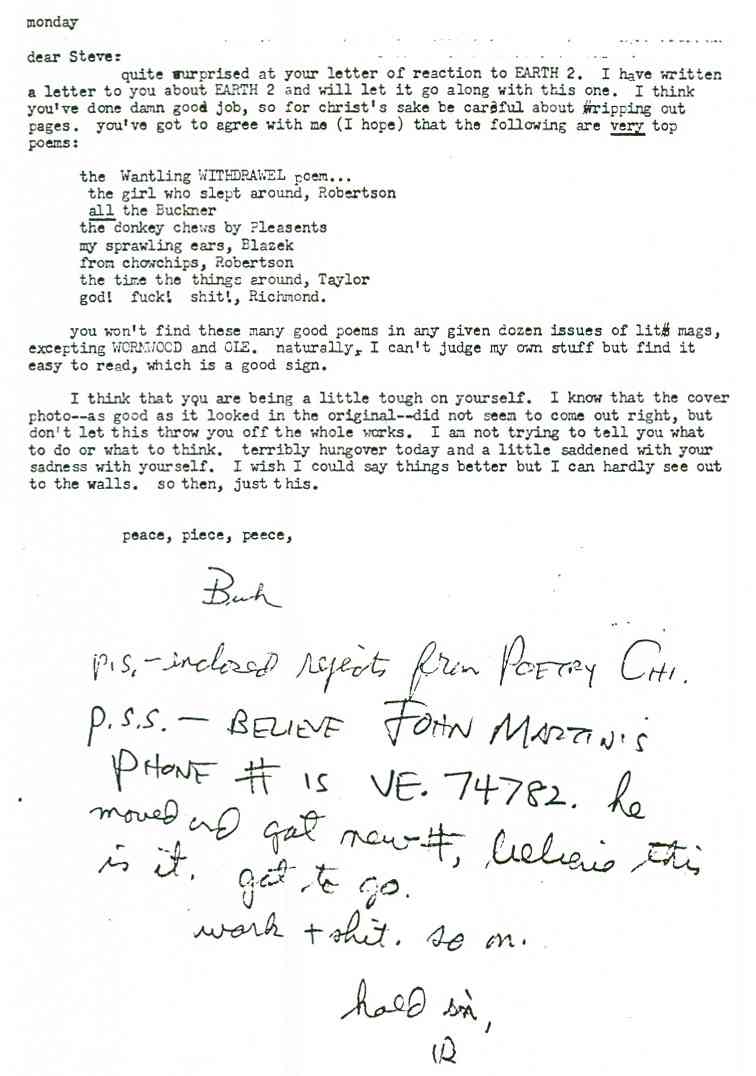 monday
dear Steve:
quite surprised at your letter of reaction to EARTH 2. I have written
a letter to you about EARTH 2 and will let it go along with this one. I think
you've done damn good job, so for christ's sake be careful about ripping out
pages. you've got to agree with me (I hope) that the following are very top
poems:
the Wantling WITHDRAWEL poem...
the girl who slept around, Robertson
all the Buckner
the donkey chews by Pleasents
my sprawling ears, Blazek
from chowchips, Robertson
the time the things around, Taylor
god! fuck! shit!, Richmond.
you won't find these many good poems in any given dozen issues of lit mags,
excepting WORMWOOD and OLE. naturally, I can't judge my own stuff but find it
easy to read, which is a good sign.
I think that you are being a little tough on yourself. I know that the cover
photo--as good as it looked in the original--did not seem to come out right, but
don't let this throw you off the whole works. I am not trying to tell you what
to do or what to think. terribly hungover today and a little saddened with your
sadness with yourself. I wish I could say things better but I can hardly see out
to the walls. so then, just this.
peace, piece, peece,
Buk
p.s.-inclosed rejects from POETRY CHI.
p.s.s.— BELIEVE JOHN MARTIN'S
PHONE # IS VE. 74782. he
moved and got new #, believe this
is it. got to go.
work + shit. so on.
hold on,
B